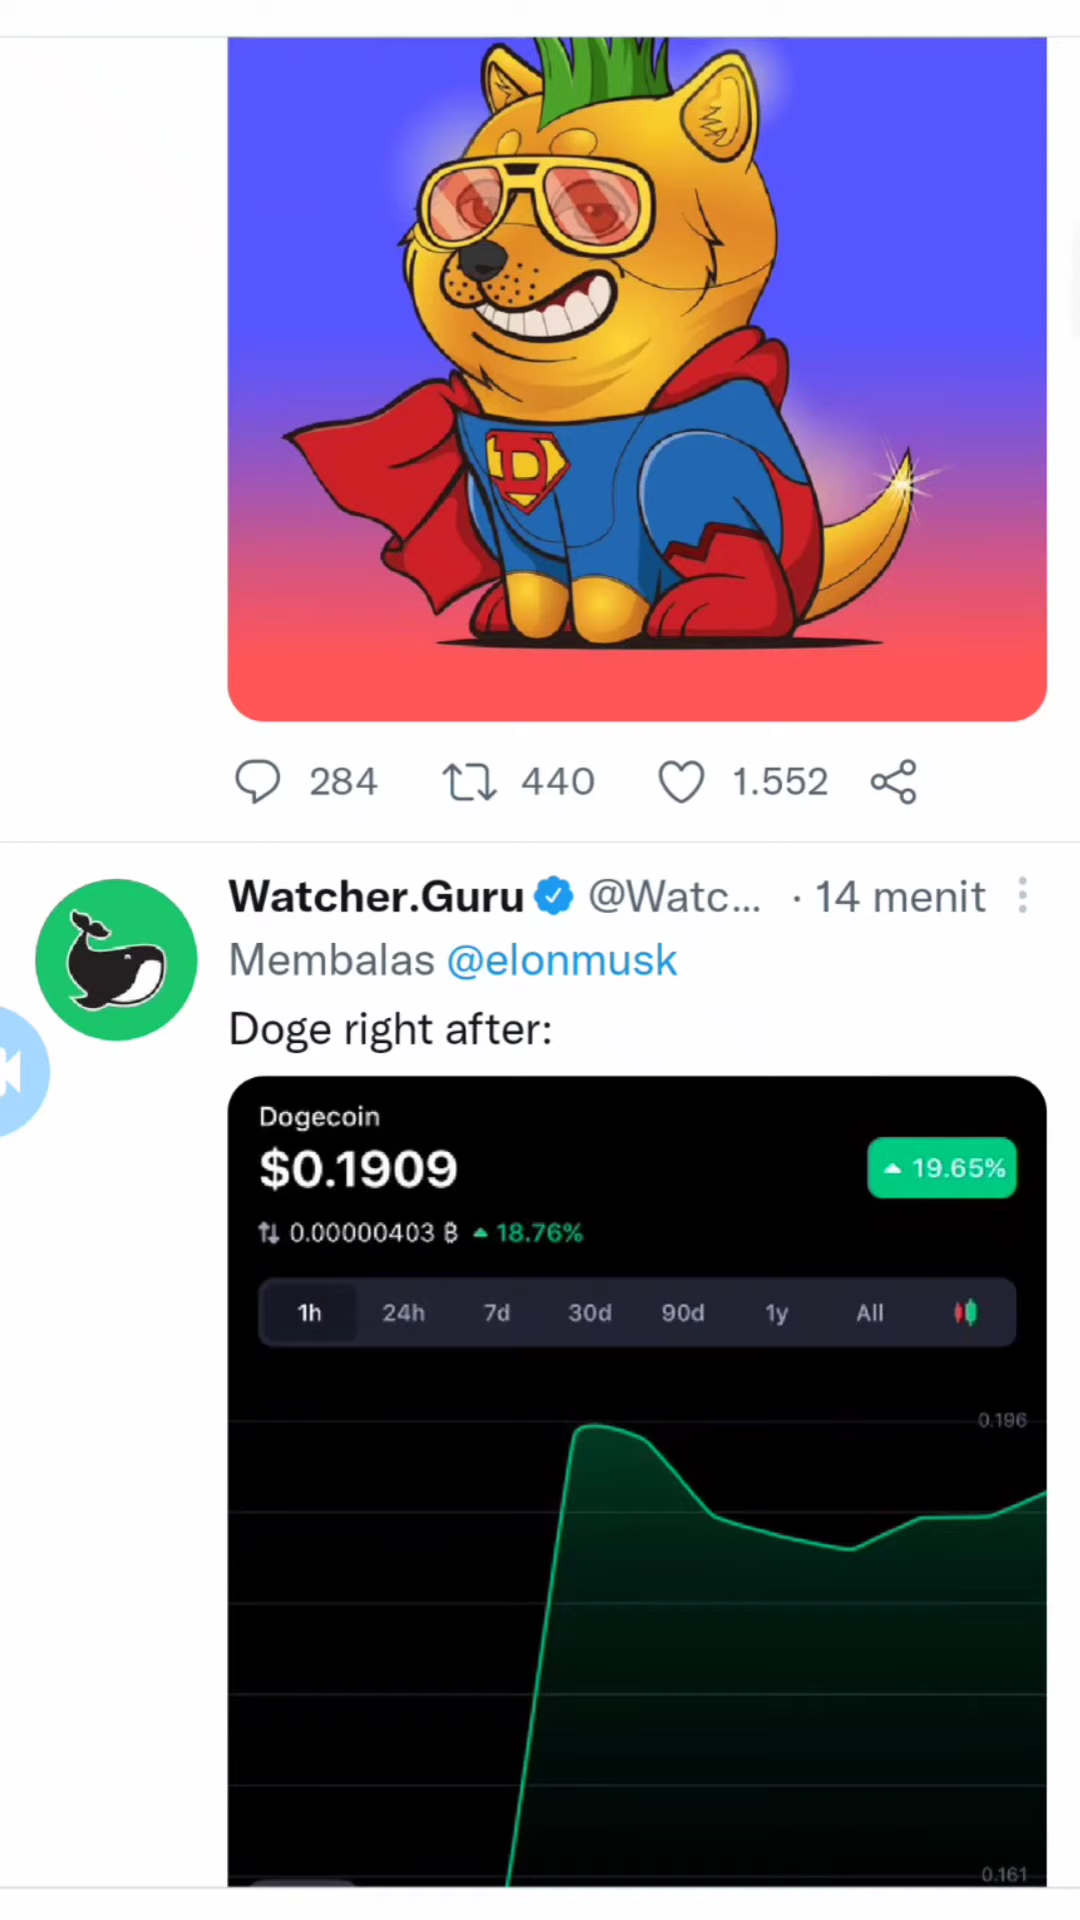 D
284 440 1.552
Watcher.Guru @Watc... · 14 menit
Membalas @elonmusk
Doge right after:
Dogecoin
$0.1909
19.65%
0.00000403 ₿ 18.76%
1h 24h 7d 30d 90d 1y All
0.196
0.161